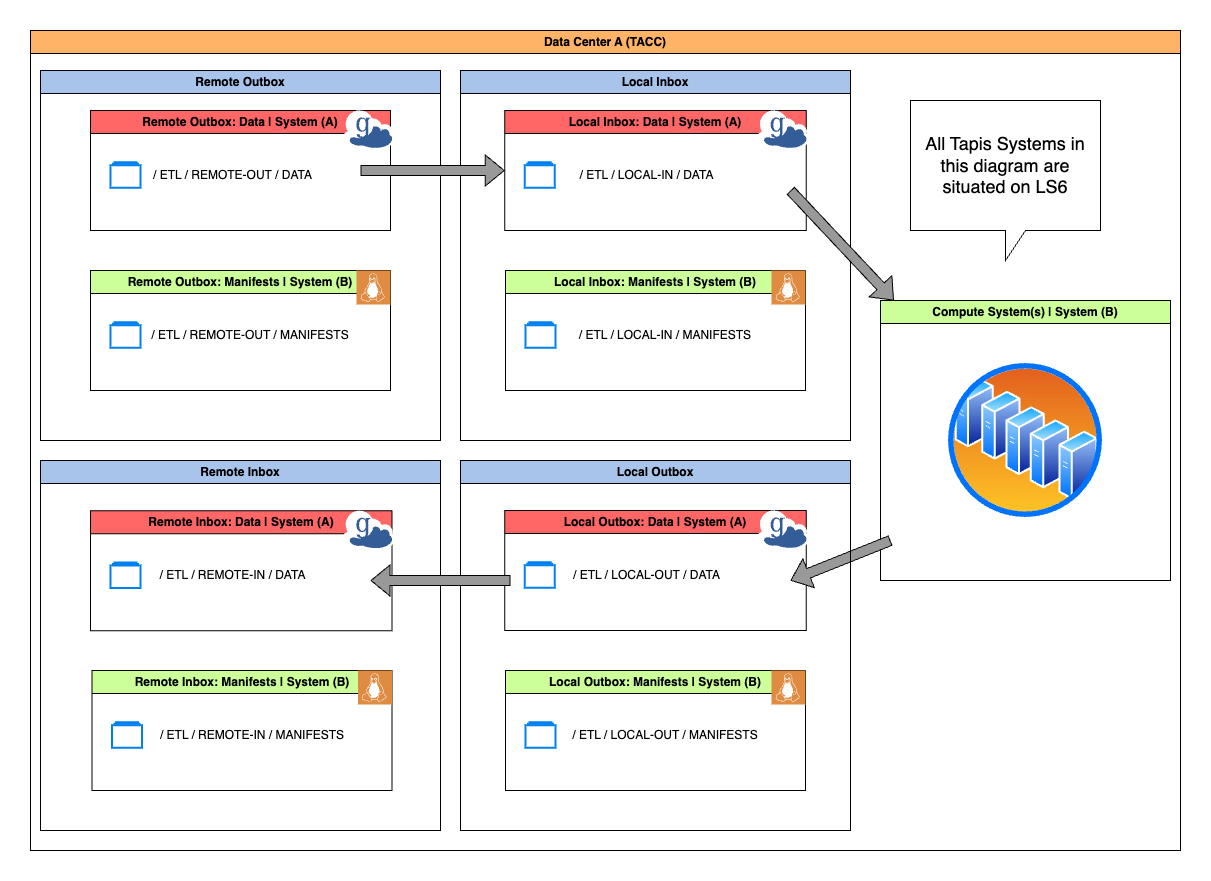 Data Center A (TACC)
Remote Outbox
Remote Outbox: Data | System (A)
g
/ ETL / REMOTE-OUT / DATA
Remote Outbox: Manifests | System (B)
/ ETL / REMOTE-OUT / MANIFESTS
Local Inbox
Local Inbox: Data | System (A)
g
/ ETL / LOCAL-IN / DATA
Local Inbox: Manifests | System (B)
/ ETL / LOCAL-IN / MANIFESTS
All Tapis Systems in
this diagram are
situated on LS6
Compute System(s) | System (B)
Remote Inbox
Remote Inbox: Data | System (A)
g
/ ETL / REMOTE-IN / DATA
Remote Inbox: Manifests | System (B)
/ ETL / REMOTE-IN / MANIFESTS
Local Outbox
Local Outbox: Data | System (A)
g
/ ETL / LOCAL-OUT / DATA
Local Outbox: Manifests | System (B)
/ ETL / LOCAL-OUT / MANIFESTS